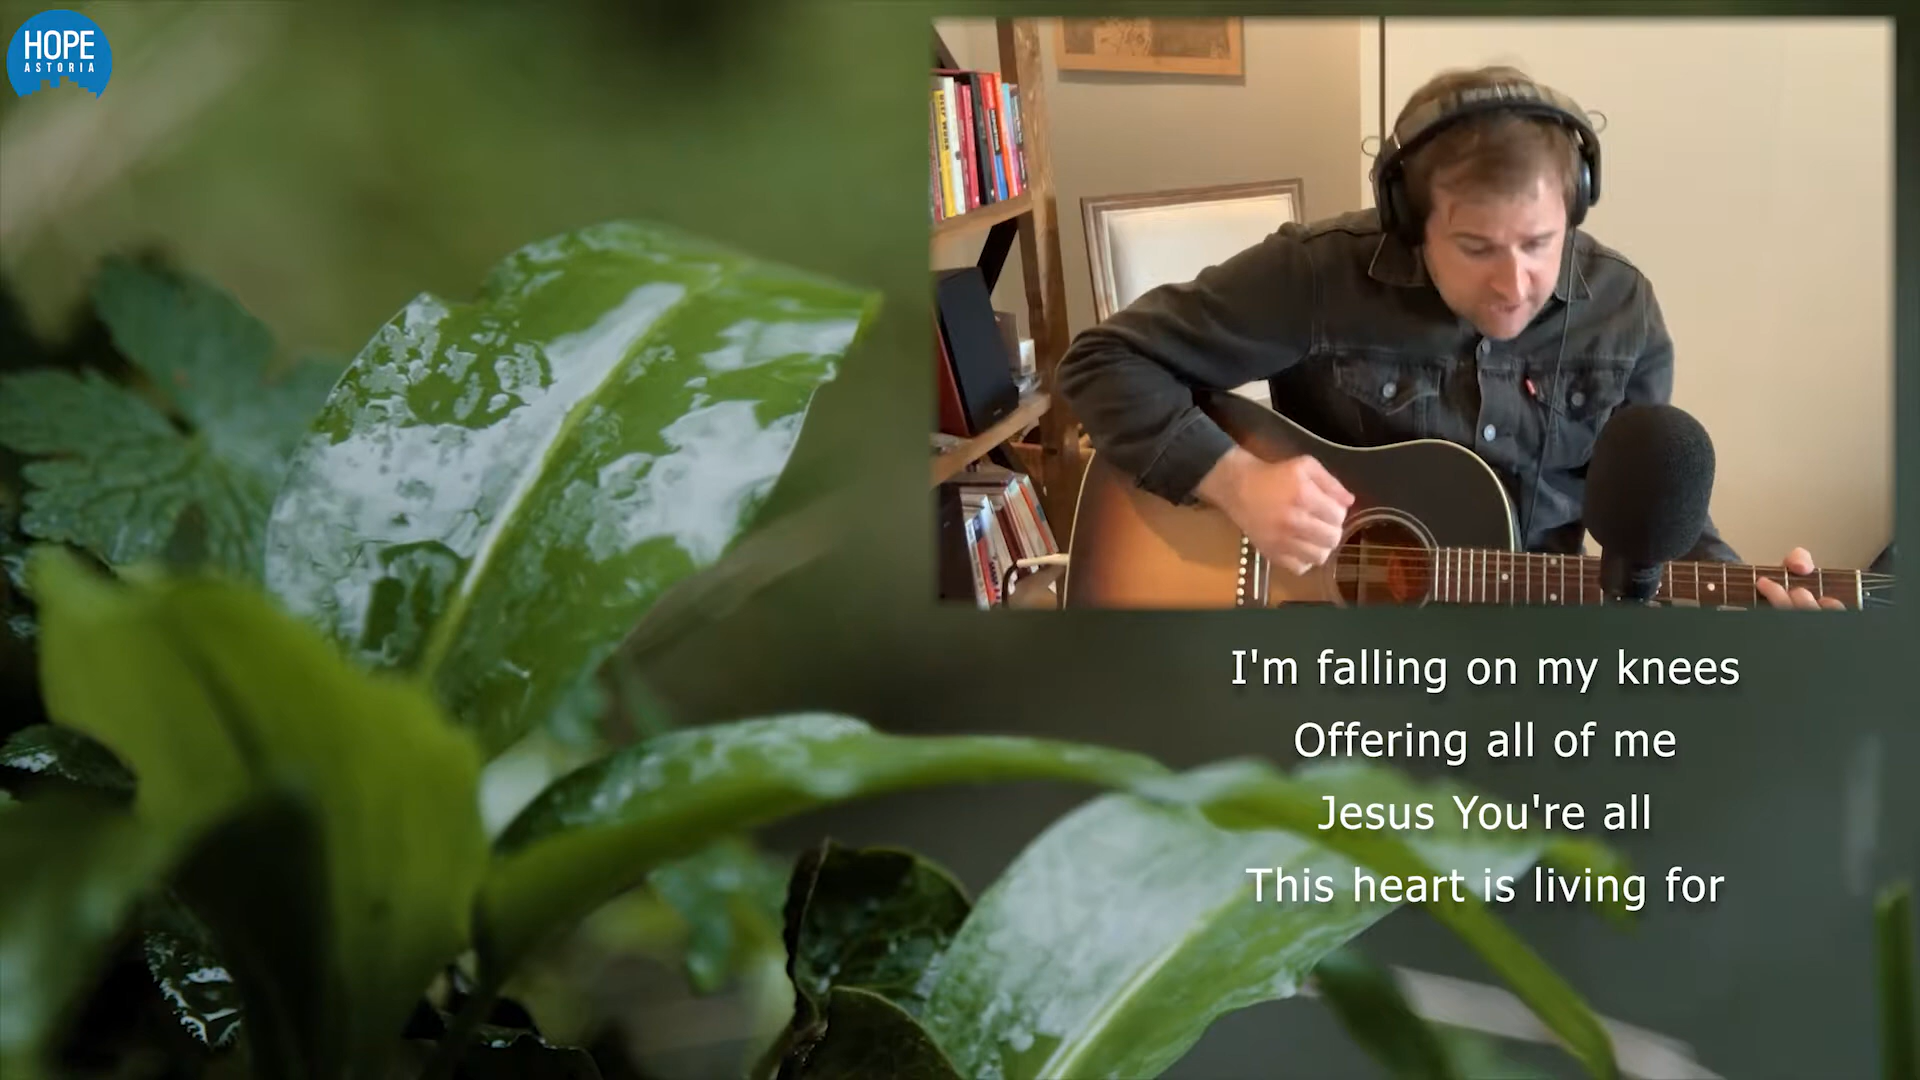 HOPE
ASTORIA
I'm falling on my knees
Offering all of me
Jesus You're all
This heart is living for